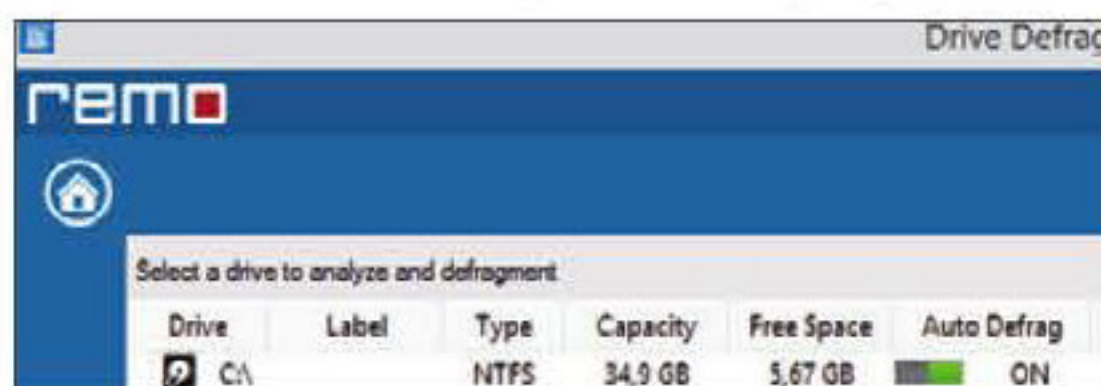 Drive Defrag
remo
Select a drive to analyze and defragment
Drive Label Type Capacity Free Space Auto Defrag
C:\ NTFS 34,9 GB 5,67 GB ON